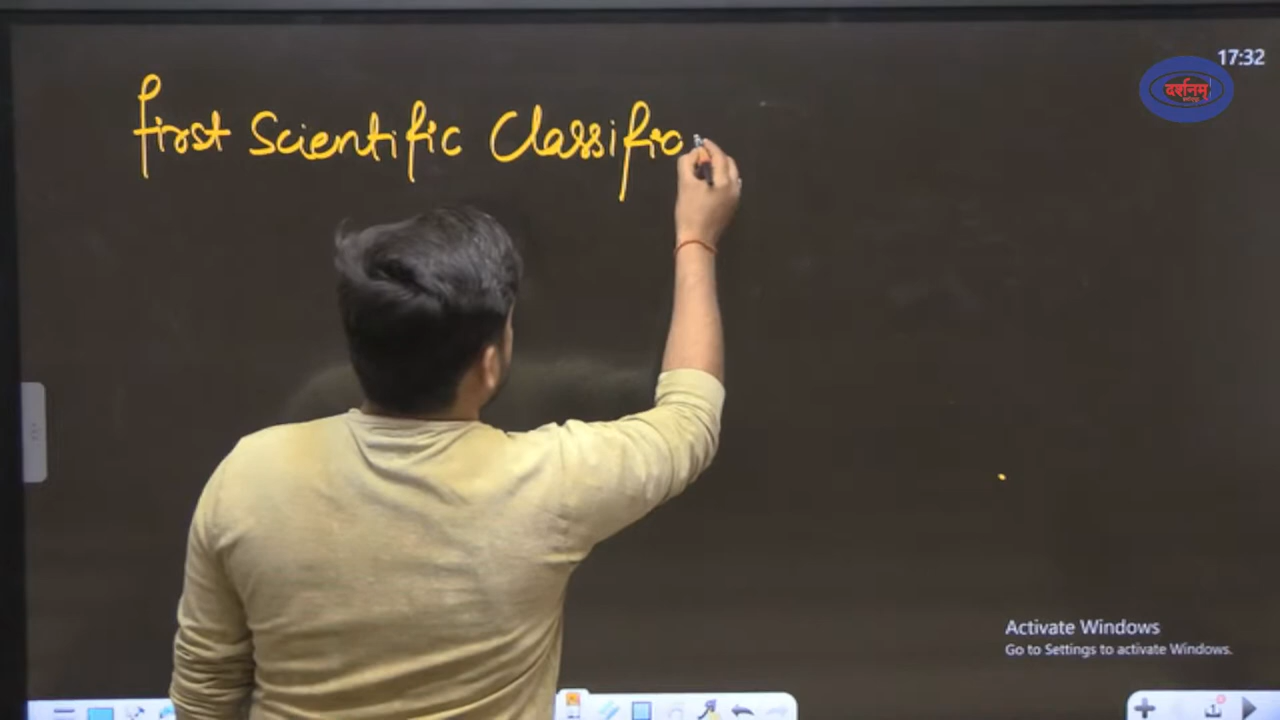 17:32
दर्शनम्
First Scientific Classific
Activate Windows
Go to Settings to activate Windows.